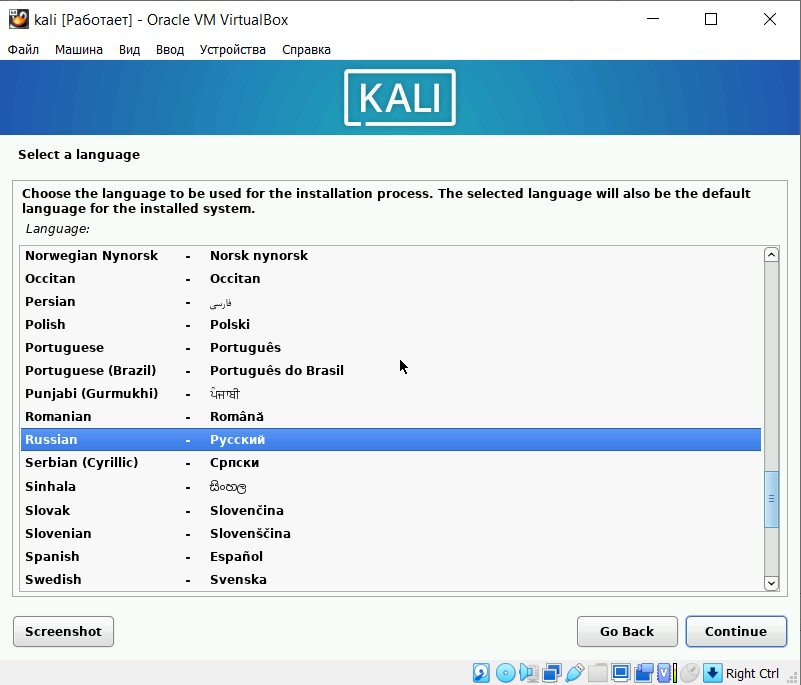 kali [Работает] - Oracle VM VirtualBox
Файл Машина Вид Ввод Устройства Справка
KALI
Select a language
Choose the language to be used for the installation process. The selected language will also be the default
language for the installed system.
Language:
Norwegian Nynorsk - Norsk nynorsk
Occitan - Occitan
Persian - فارسی
Polish - Polski
Portuguese - Português
Portuguese (Brazil) - Português do Brasil
Punjabi (Gurmukhi) - ਪੰਜਾਬੀ
Romanian - Română
Russian - Русский
Serbian (Cyrillic) - Српски
Sinhala - සිංහල
Slovak - Slovenčina
Slovenian - Slovenščina
Spanish - Español
Swedish - Svenska
Screenshot Go Back Continue
Right Ctrl